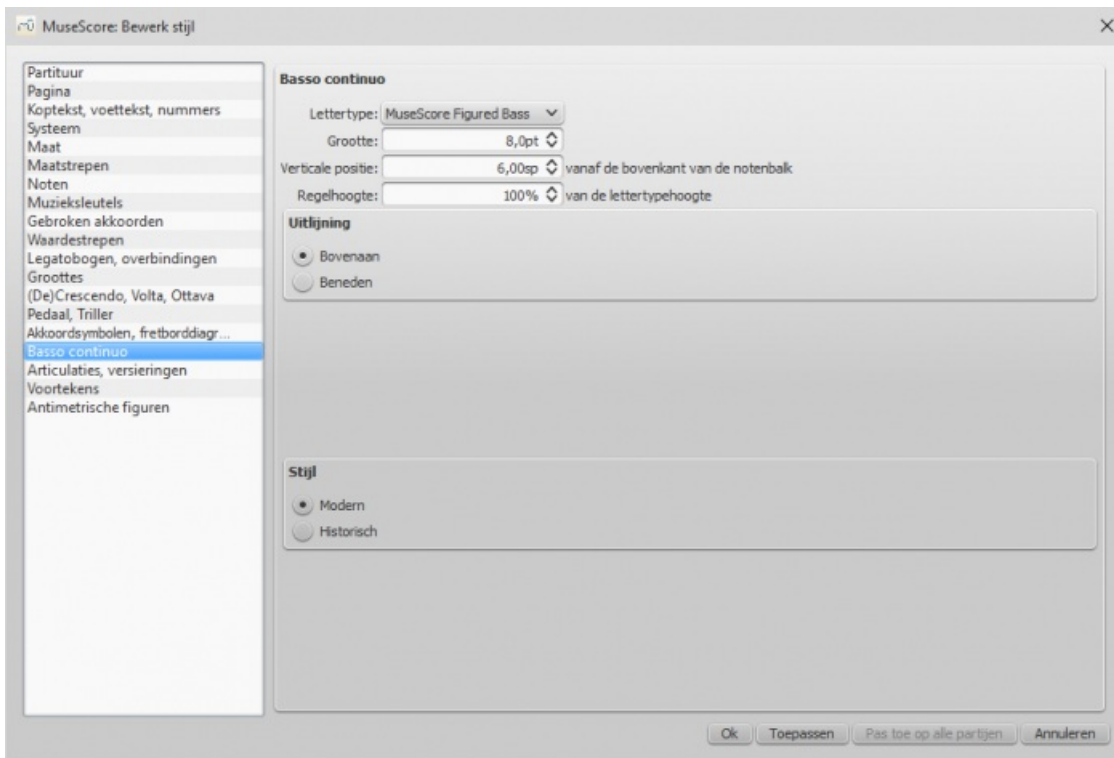 MuseScore: Bewerk stijl
Partituur
Pagina
Koptekst, voettekst, nummers
Systeem
Maat
Maatstrepen
Noten
Muzieksleutels
Gebroken akkoorden
Waardestrepen
Legatobogen, overbindingen
Groottes
(De)Crescendo, Volta, Ottava
Pedaal, Triller
Akkoordsymbolen, fretborddiagr...
Basso continuo
Articulaties, versieringen
Voortekens
Antimetrische figuren
Basso continuo
Lettertype: MuseScore Figured Bass
Grootte: 8,0pt
Verticale positie: 6,00sp vanaf de bovenkant van de notenbalk
Regelhoogte: 100% van de lettertypehoogte
Uitlijning
Bovenaan
Beneden
Stijl
Modern
Historisch
Ok Toepassen Pas toe op alle partijen Annuleren